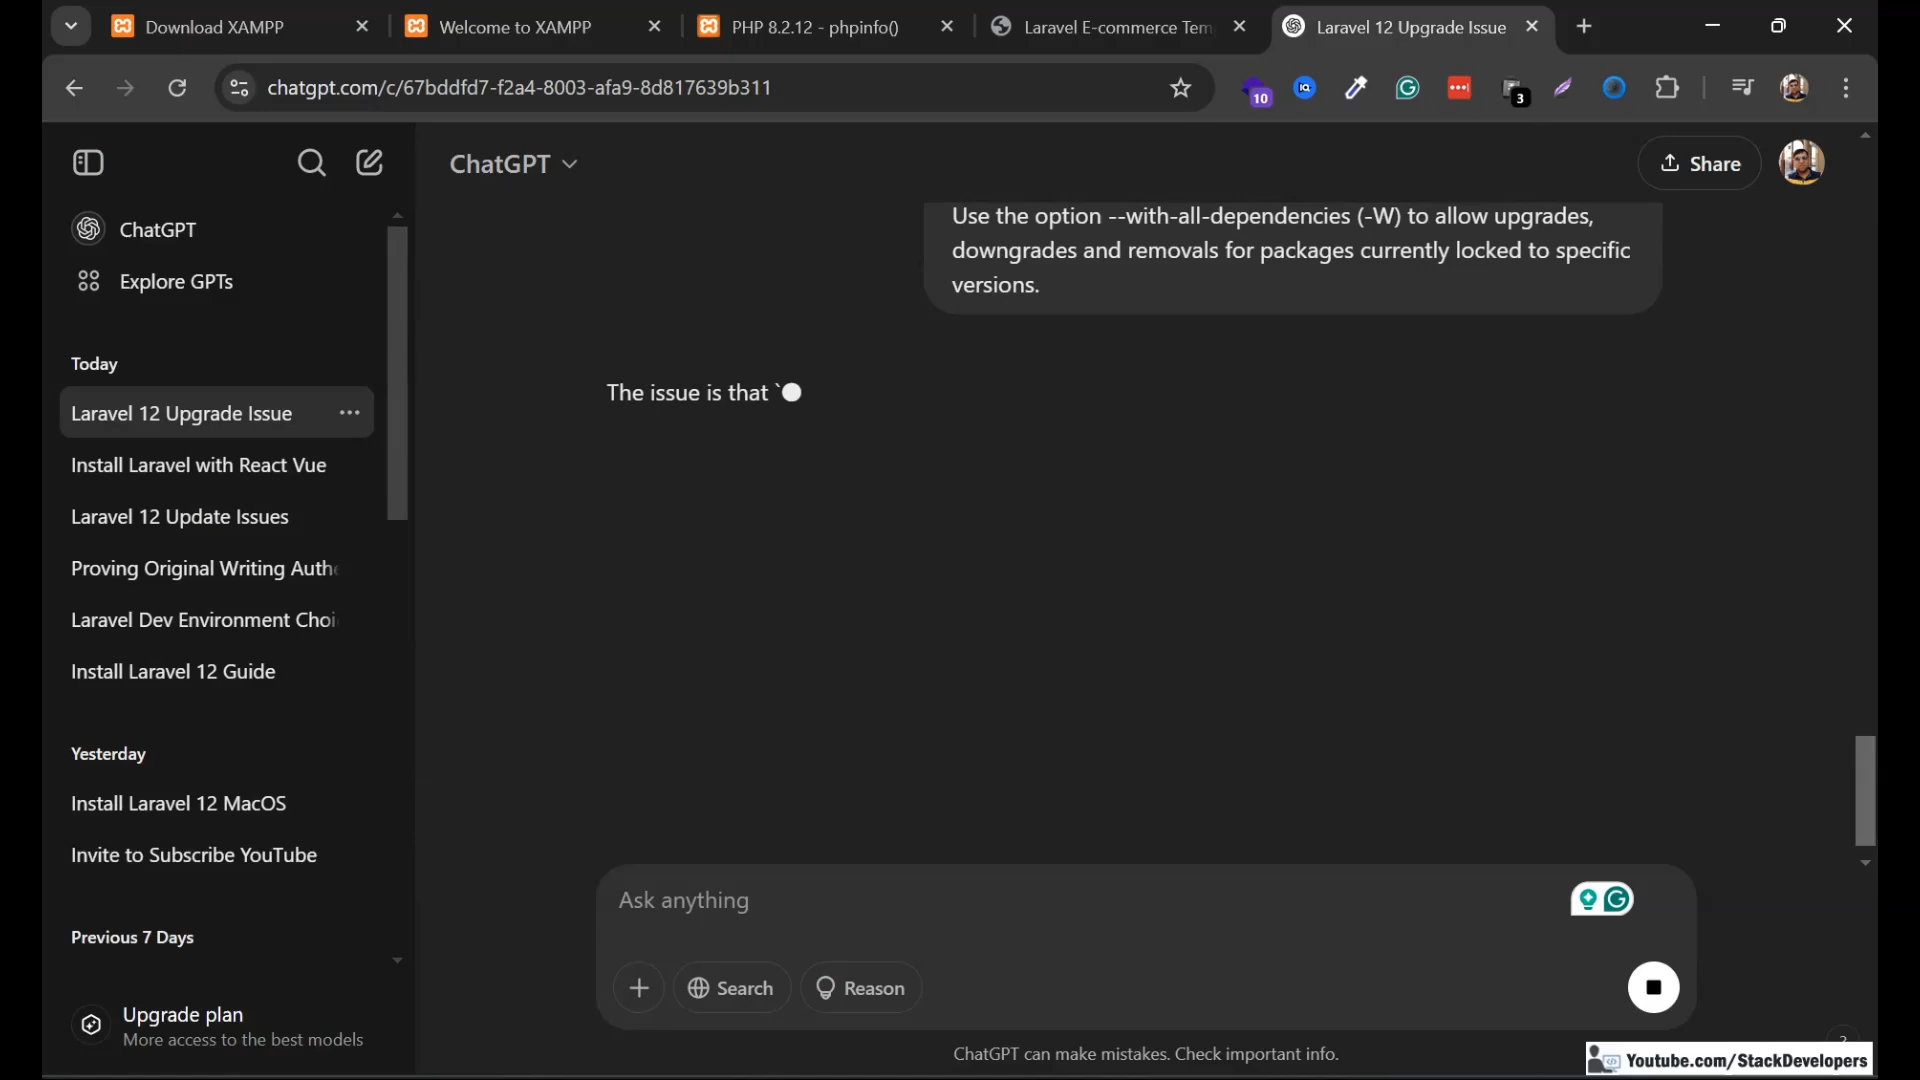 Download XAMPP
Welcome to XAMPP
PHP 8.2.12 - phpinfo()
Laravel E-commerce Tem
Laravel 12 Upgrade Issue
chatgpt.com/c/67bddfd7-f2a4-8003-afa9-8d817639b311
10
IQ
3
ChatGPT
Share
ChatGPT
Explore GPTs
Today
Laravel 12 Upgrade Issue
Install Laravel with React Vue
Laravel 12 Update Issues
Proving Original Writing Auth
Laravel Dev Environment Choi
Install Laravel 12 Guide
Yesterday
Install Laravel 12 MacOS
Invite to Subscribe YouTube
Previous 7 Days
Upgrade plan
More access to the best models
Use the option --with-all-dependencies (-W) to allow upgrades,
downgrades and removals for packages currently locked to specific
versions.
The issue is that `
Ask anything
Search
Reason
ChatGPT can make mistakes. Check important info.
Youtube.com/StackDevelopers